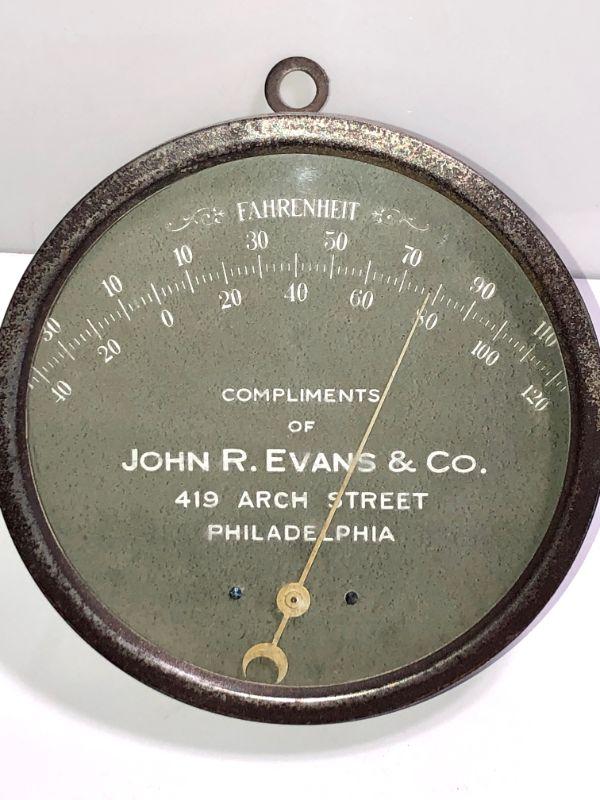 FAHRENHEIT
30 10 10 30 50 70 90 110
40 20 0 20 40 60 80 100 120
COMPLIMENTS
OF
JOHN R. EVANS & CO.
419 ARCH STREET
PHILADELPHIA